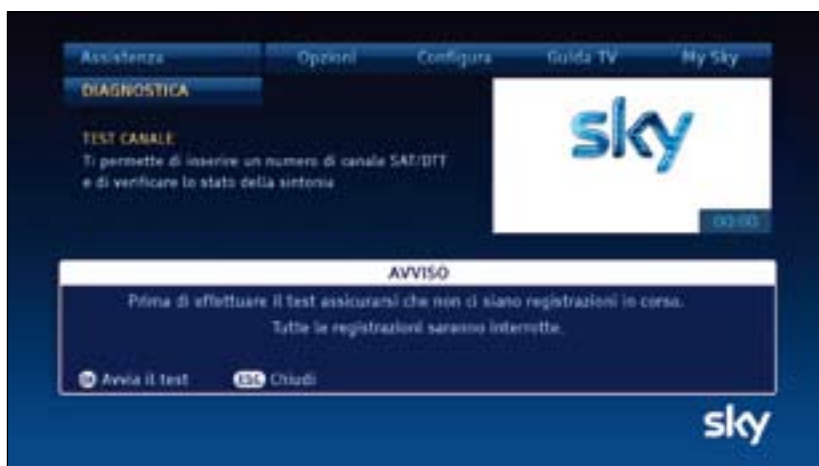 Assistenza Opzioni Configura Guida TV My Sky
DIAGNOSTICA
sky
TEST CANALE
Ti permette di inserire un numero di canale SAT/DTT
e di verificare lo stato della sintonia
00:00
AVVISO
Prima di effettuare il test assicurarsi che non ci siano registrazioni in corso.
Tutte le registrazioni saranno interrotte.
OK Avvia il test ESC Chiudi
sky